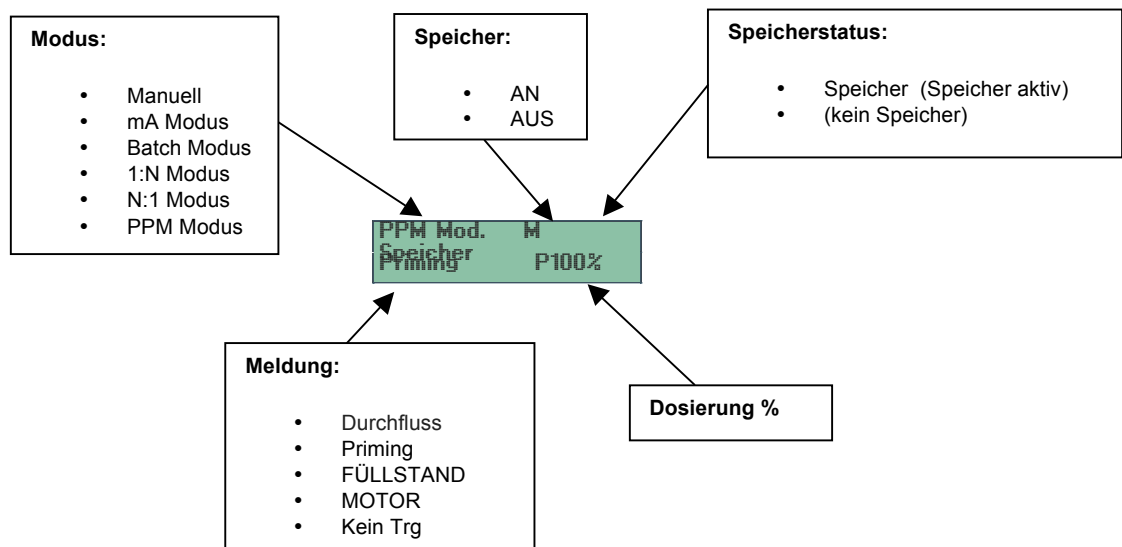 Modus:
• Manuell
• mA Modus
• Batch Modus
• 1:N Modus
• N:1 Modus
• PPM Modus
Speicher:
• AN
• AUS
Speicherstatus:
• Speicher (Speicher aktiv)
• (kein Speicher)
PPM Mod. M
Speicher
Priming P100%
Meldung:
• Durchfluss
• Priming
• FÜLLSTAND
• MOTOR
• Kein Trg
Dosierung %